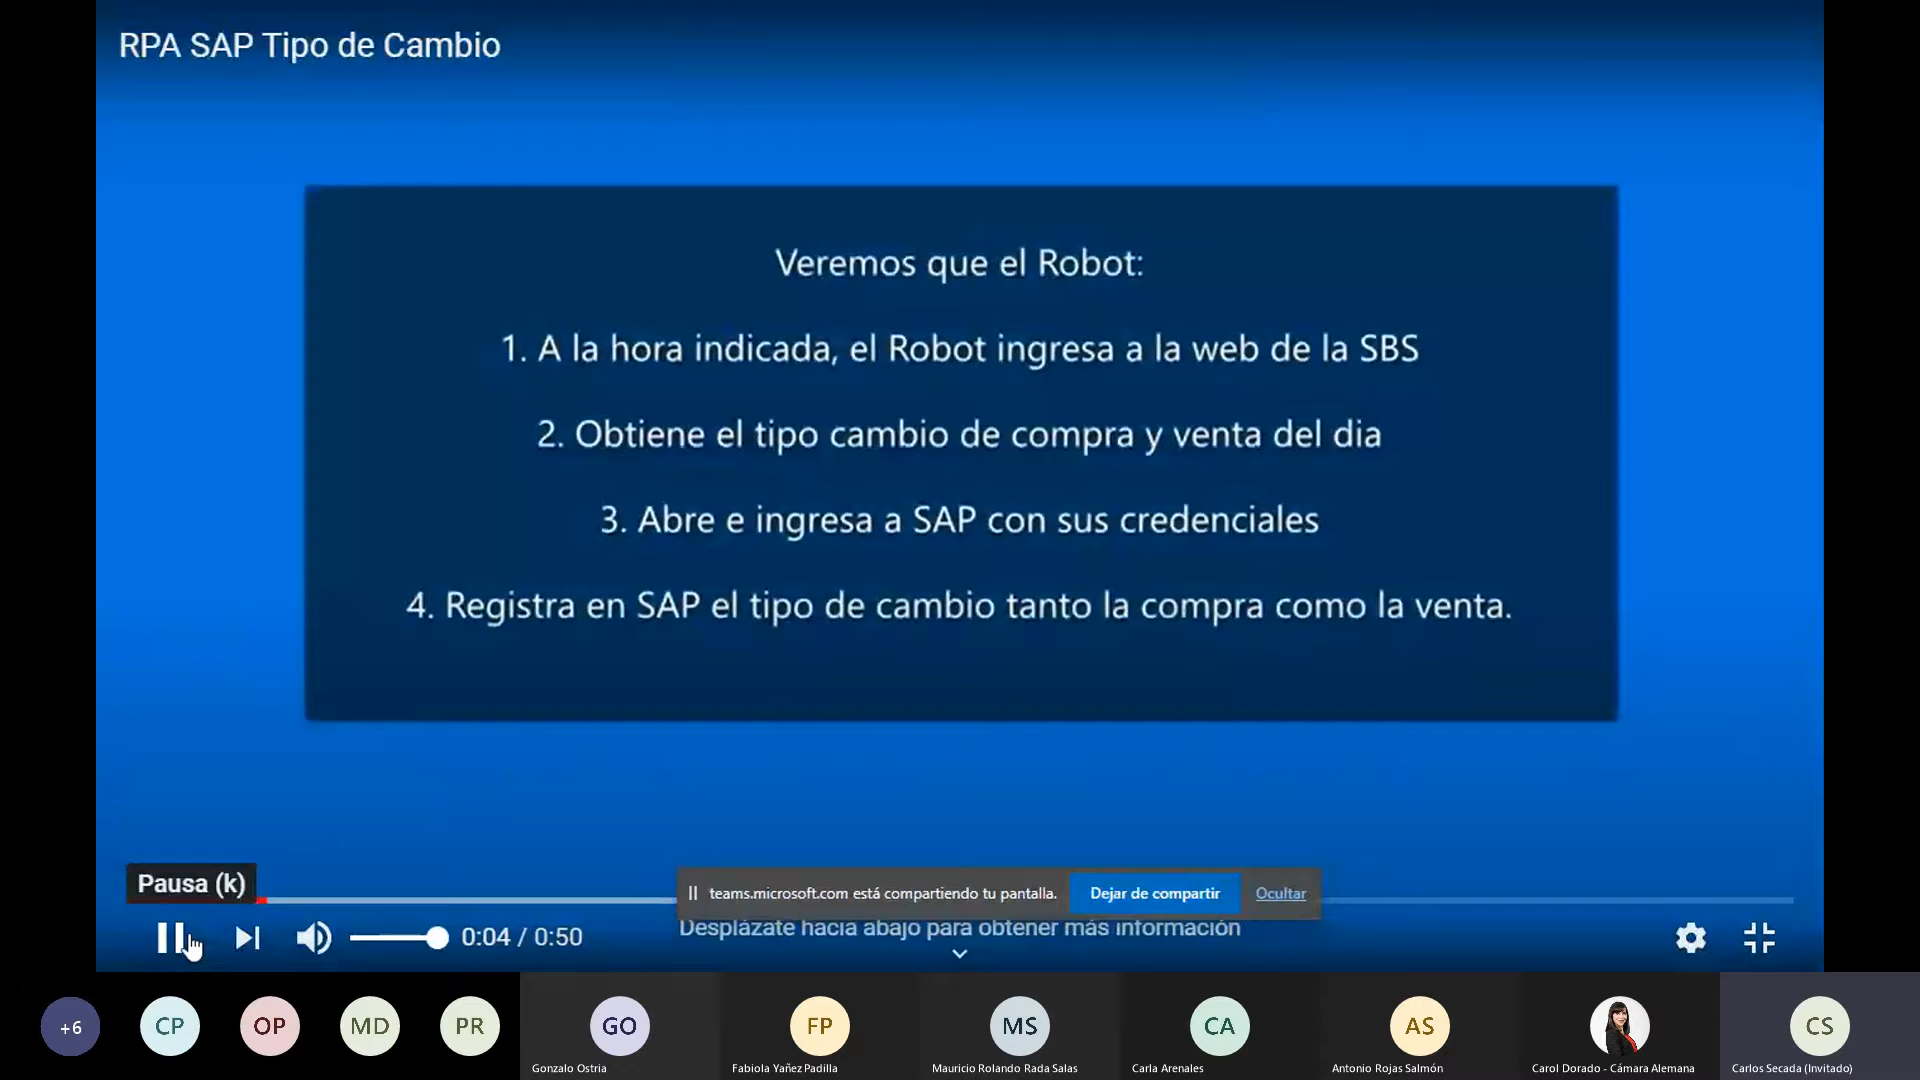 RPA SAP Tipo de Cambio
Veremos que el Robot:
1. A la hora indicada, el Robot ingresa a la web de la SBS
2. Obtiene el tipo cambio de compra y venta del dia
3. Abre e ingresa a SAP con sus credenciales
4. Registra en SAP el tipo de cambio tanto la compra como la venta.
Pausa (k)
teams.microsoft.com está compartiendo tu pantalla.
Dejar de compartir
Ocultar
0:04 / 0:50
Desplázate hacia abajo para obtener más información
+6
CP
OP
MD
PR
GO
FP
MS
CA
AS
CS
Gonzalo Ostria
Fabiola Yañez Padilla
Mauricio Rolando Rada Salas
Carla Arenales
Antonio Rojas Salmón
Carol Dorado - Cámara Alemana
Carlos Secada (Invitado)